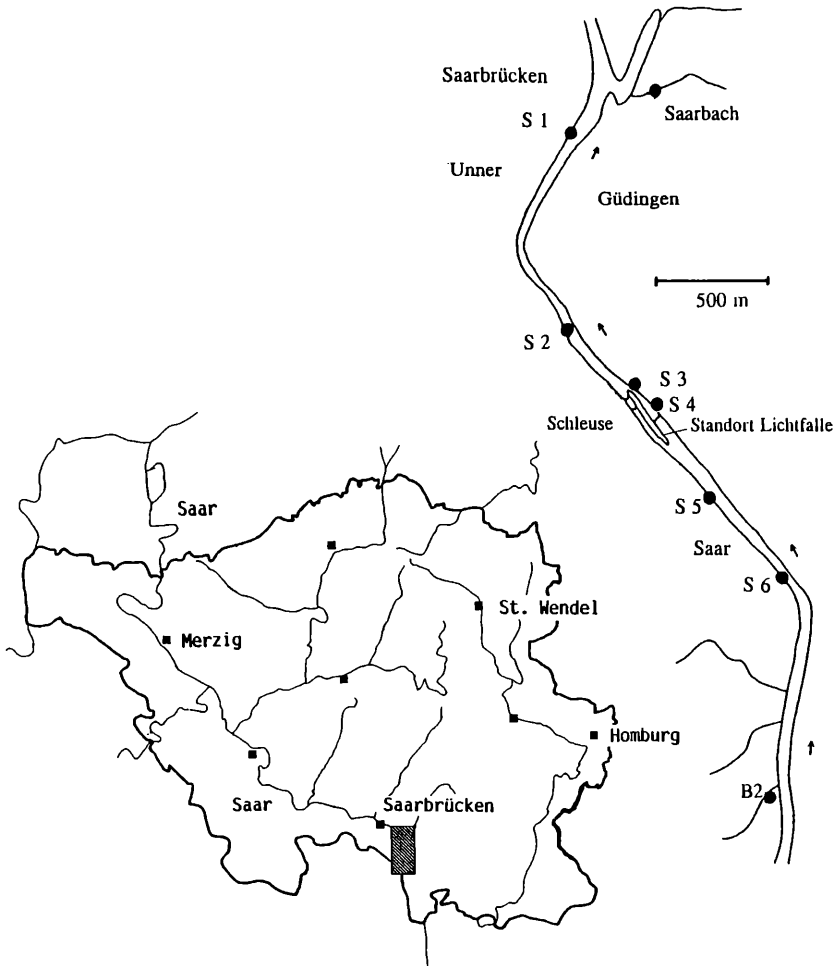 Saarbrücken
S 1
Saarbach
Unner
Güdingen
500 m
S 2
S 3
S 4
Schleuse
Standort Lichtfalle
S 5
Saar
S 6
B2
Saar
St. Wendel
Merzig
Homburg
Saar
Saarbrücken